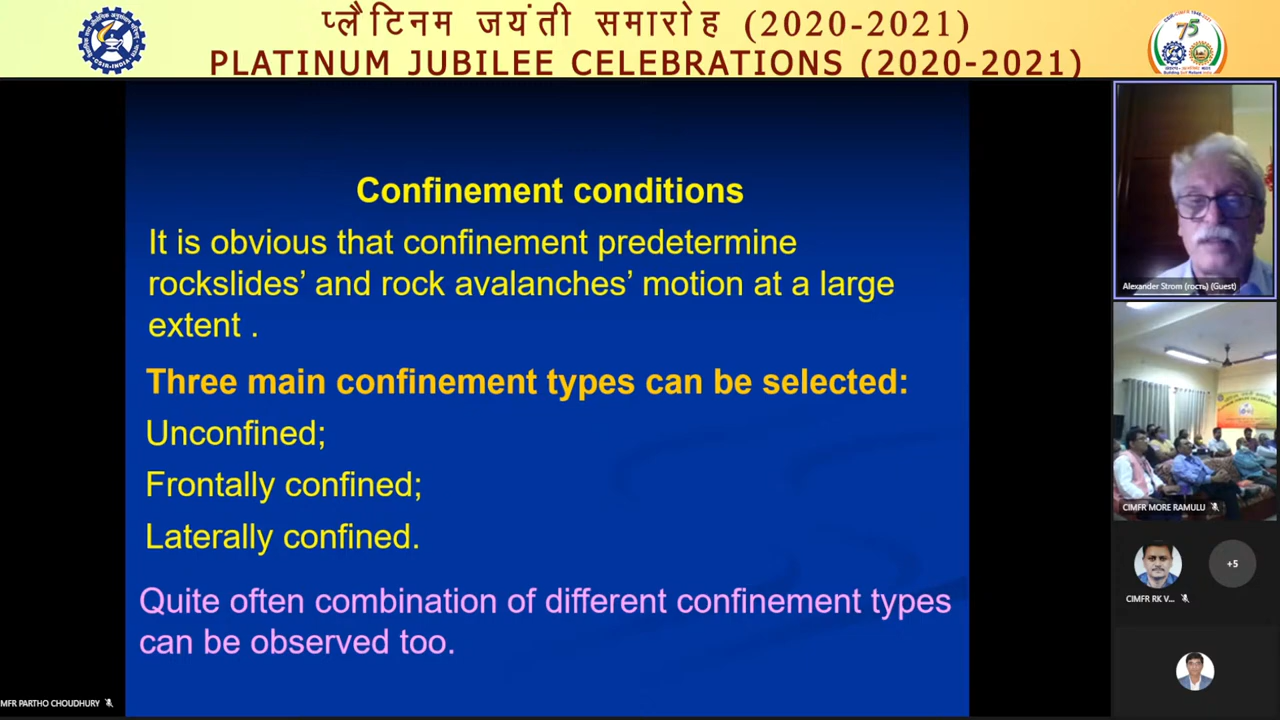 प्लैटिनम जयंती समारोह (2020-2021)
PLATINUM JUBILEE CELEBRATIONS (2020-2021)
CSIR-INDIA
75
Confinement conditions
It is obvious that confinement predetermine
rockslides’ and rock avalanches’ motion at a large
extent .
Three main confinement types can be selected:
Unconfined;
Frontally confined;
Laterally confined.
Quite often combination of different confinement types
can be observed too.
Alexander Strom (гость) (Guest)
CIMFR MORE RAMULU
+5
CIMFR RK V...
MFR PARTHO CHOUDHURY